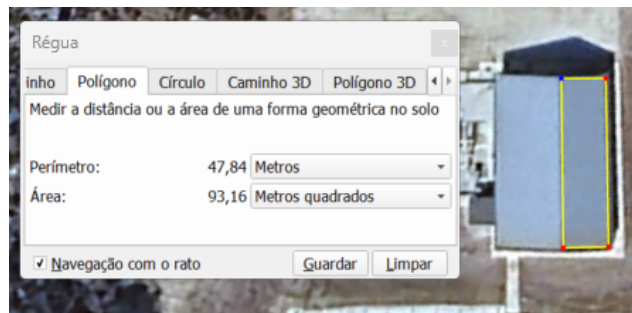 Régua
x
inho Polígono Círculo Caminho 3D Polígono 3D
Medir a distância ou a área de uma forma geométrica no solo
Perímetro: 47,84 Metros
Área: 93,16 Metros quadrados
Navegação com o rato Guardar Limpar